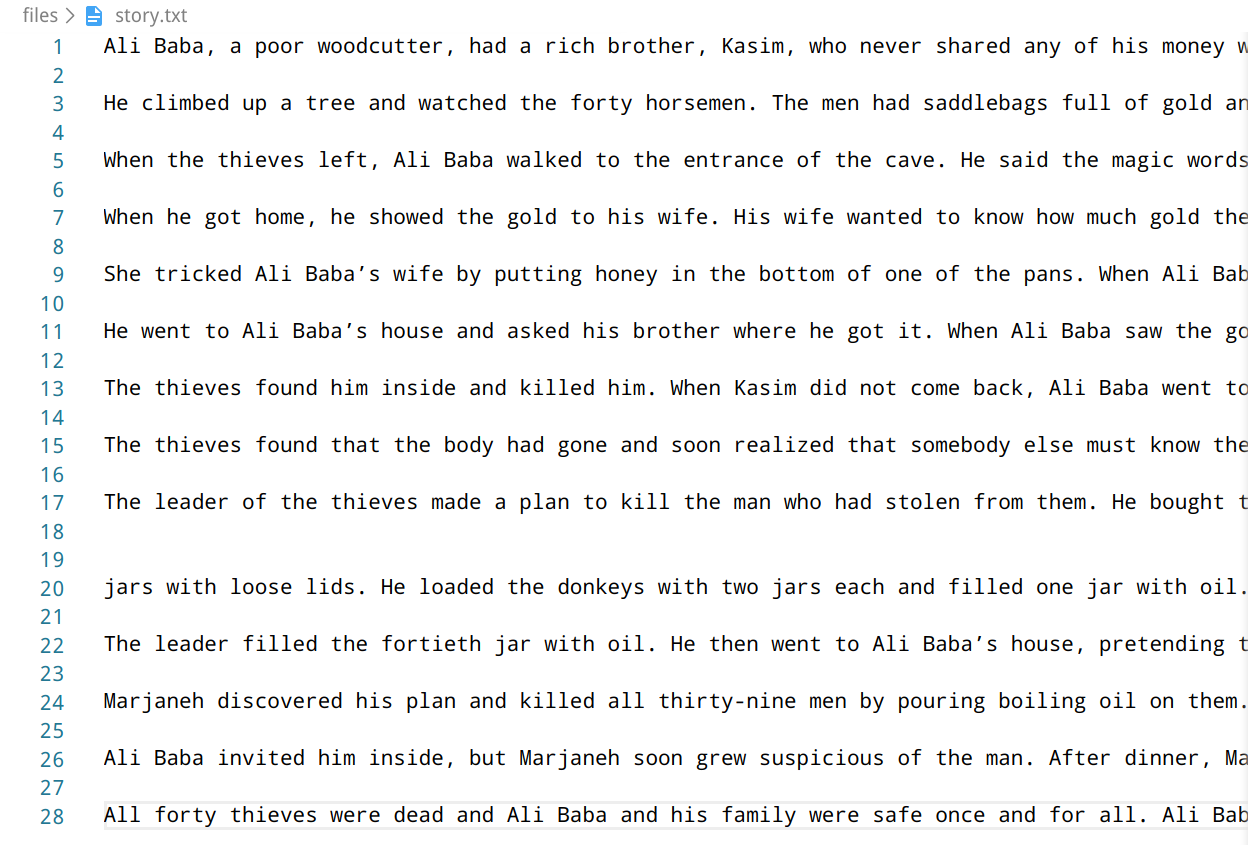 files > story.txt
1 Ali Baba, a poor woodcutter, had a rich brother, Kasim, who never shared any of his money
2
3 He climbed up a tree and watched the forty horsemen. The men had saddlebags full of gold
4
5 When the thieves left, Ali Baba walked to the entrance of the cave. He said the magic words
6
7 When he got home, he showed the gold to his wife. His wife wanted to know how much gold the
8
9 She tricked Ali Baba’s wife by putting honey in the bottom of one of the pans. When Ali Bab
10
11 He went to Ali Baba’s house and asked his brother where he got it. When Ali Baba saw the
12
13 The thieves found him inside and killed him. When Kasim did not come back, Ali Baba went to
14
15 The thieves found that the body had gone and soon realized that somebody else must know the
16
17 The leader of the thieves made a plan to kill the man who had stolen from them. He bought
18
19
20 jars with loose lids. He loaded the donkeys with two jars each and filled one jar with oil.
21
22 The leader filled the fortieth jar with oil. He then went to Ali Baba’s house, pretending
23
24 Marjaneh discovered his plan and killed all thirty-nine men by pouring boiling oil on them.
25
26 Ali Baba invited him inside, but Marjaneh soon grew suspicious of the man. After dinner, Ma
27
28 All forty thieves were dead and Ali Baba and his family were safe once and for all. Ali Bab